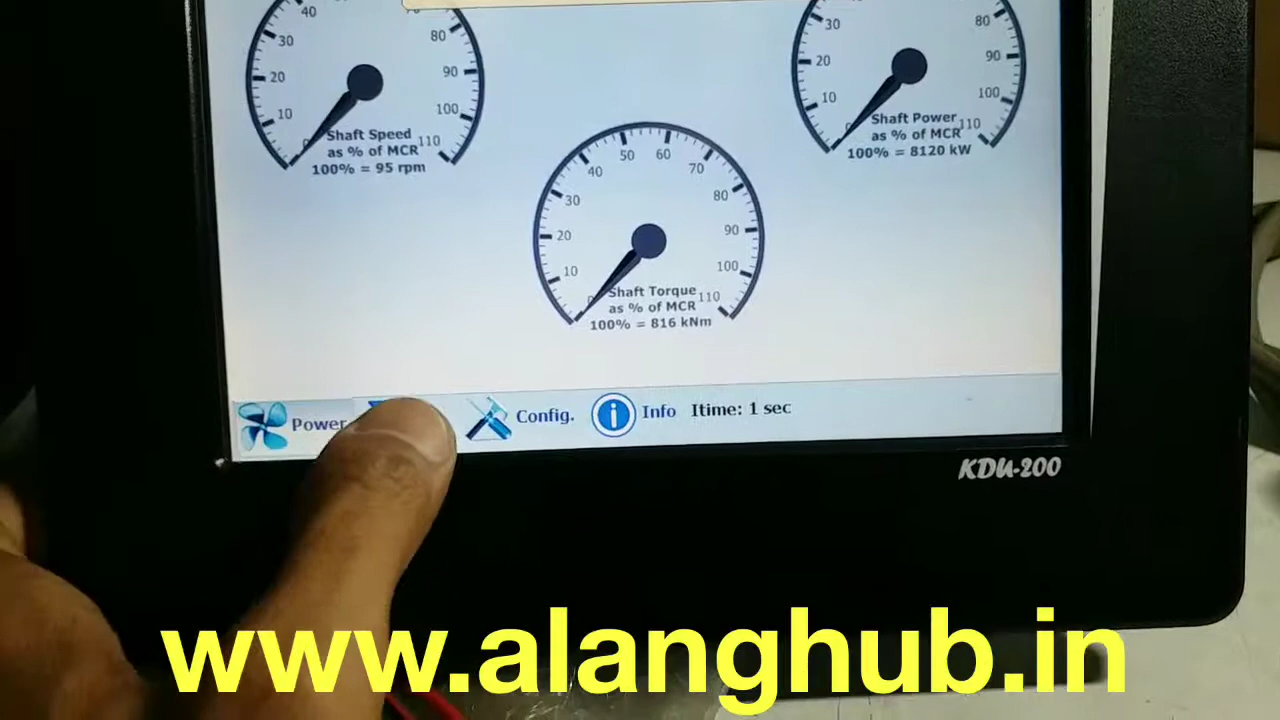 40
30
20
10
0
80
90
100
110
Shaft Speed
as % of MCR
100% = 95 rpm
30
20
10
80
90
100
110
Shaft Power
as % of MCR
100% = 8120 kW
50
60
40
70
30
80
20
90
10
100
0
110
Shaft Torque
as % of MCR
100% = 816 kNm
Power
Config.
Info
Itime: 1 sec
KDU-200
www.alanghub.in